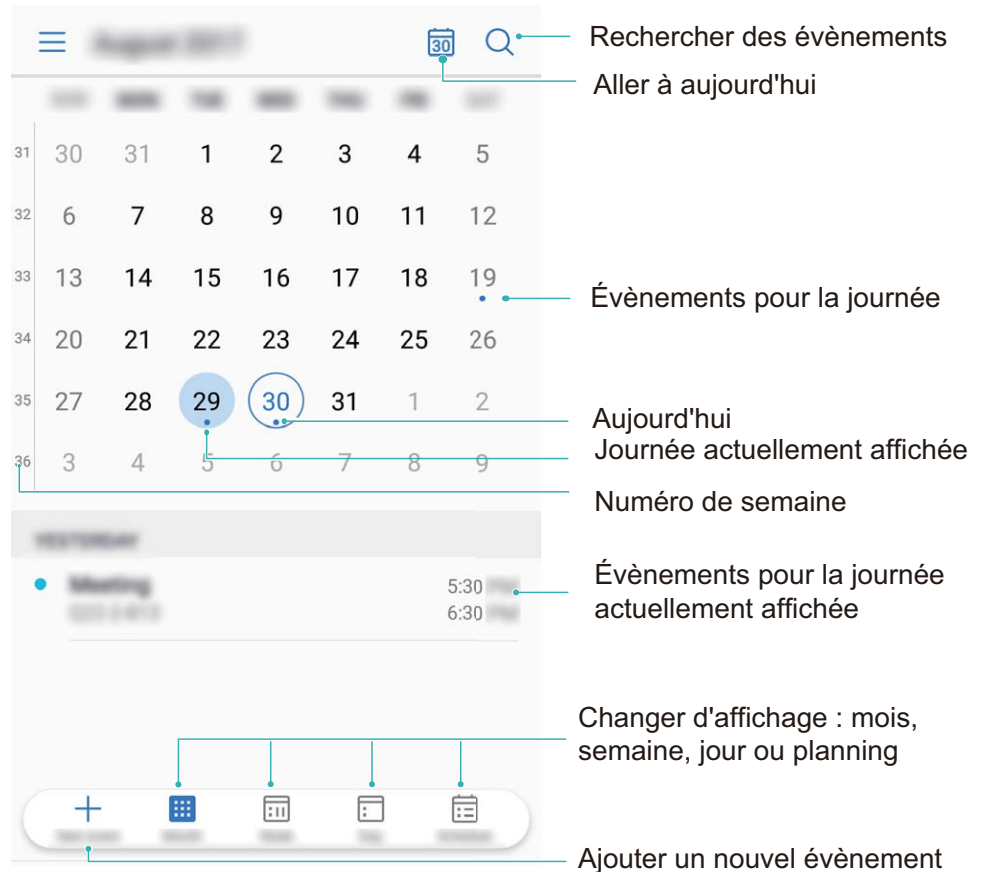 30
Rechercher des évènements
Aller à aujourd'hui
31 30 31 1 2 3 4 5
32 6 7 8 9 10 11 12
33 13 14 15 16 17 18 19
Évènements pour la journée
34 20 21 22 23 24 25 26
35 27 28 29 30 31 1 2
Aujourd'hui
Journée actuellement affichée
36 3 4 5 6 7 8 9
Numéro de semaine
5:30
6:30
Évènements pour la journée
actuellement affichée
Changer d'affichage : mois,
semaine, jour ou planning
Ajouter un nouvel évènement